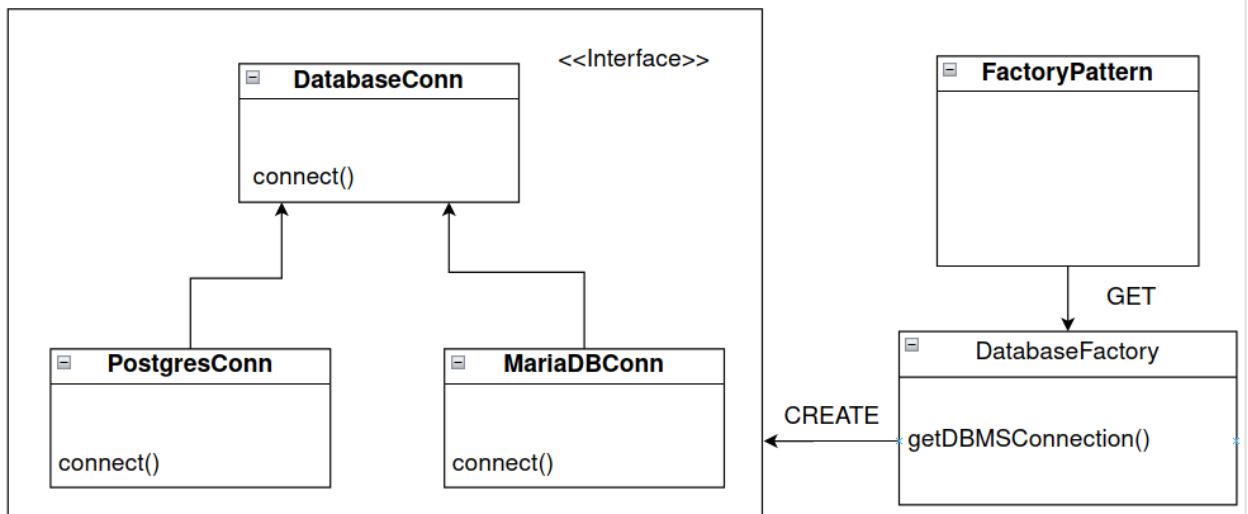 <<Interface>>
DatabaseConn
connect()
PostgresConn
connect()
MariaDBConn
connect()
FactoryPattern
GET
DatabaseFactory
getDBMSConnection()
CREATE